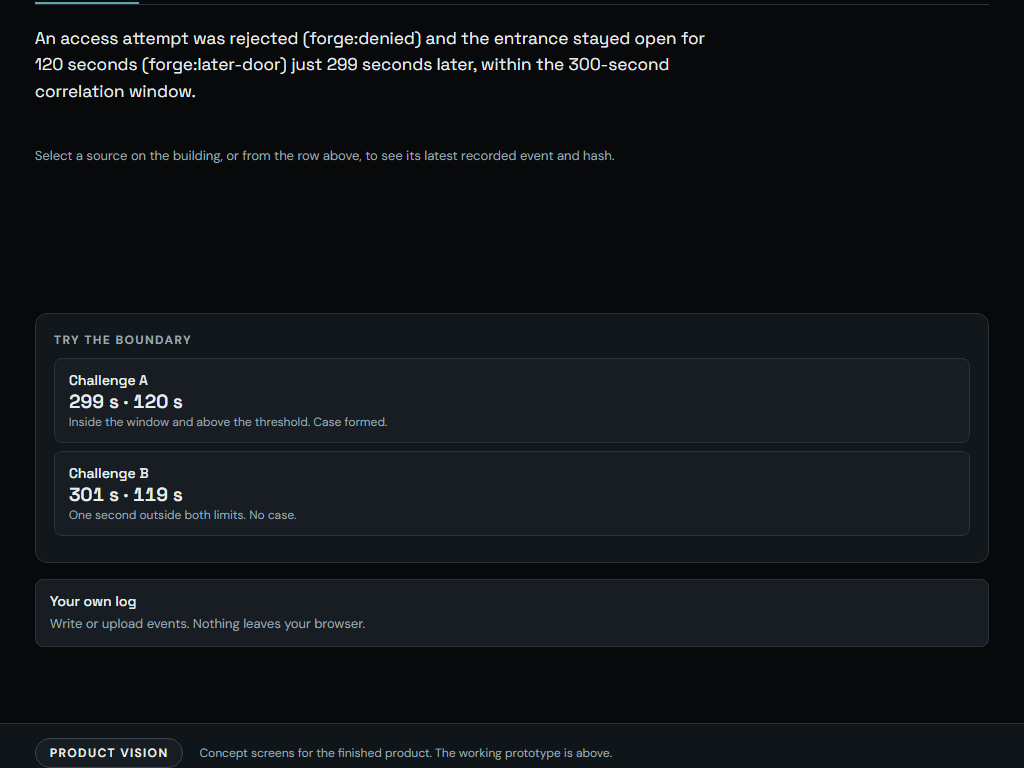 An access attempt was rejected (forge:denied) and the entrance stayed open for
120 seconds (forge:later-door) just 299 seconds later, within the 300-second
correlation window.
Select a source on the building, or from the row above, to see its latest recorded event and hash.
TRY THE BOUNDARY
Challenge A
299 s · 120 s
Inside the window and above the threshold. Case formed.
Challenge B
301 s · 119 s
One second outside both limits. No case.
Your own log
Write or upload events. Nothing leaves your browser.
PRODUCT VISION
Concept screens for the finished product. The working prototype is above.